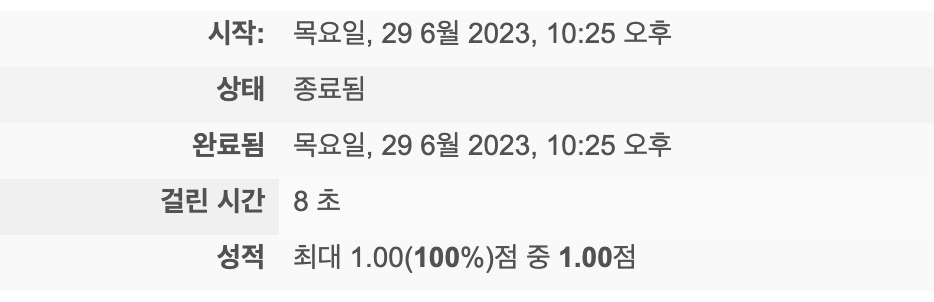 시작: 목요일, 29 6월 2023, 10:25 오후
상태 종료됨
완료됨 목요일, 29 6월 2023, 10:25 오후
걸린 시간 8 초
성적 최대 1.00(100%)점 중 1.00점